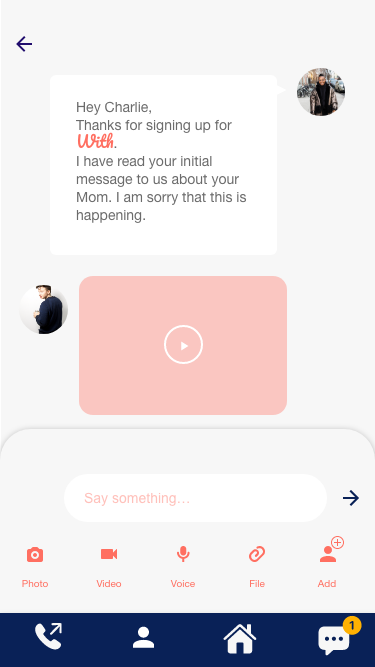 Hey Charlie,
Thanks for signing up for
With.
I have read your initial
message to us about your
Mom. I am sorry that this is
happening.
Say something...
Photo
Video
Voice
File
Add
1